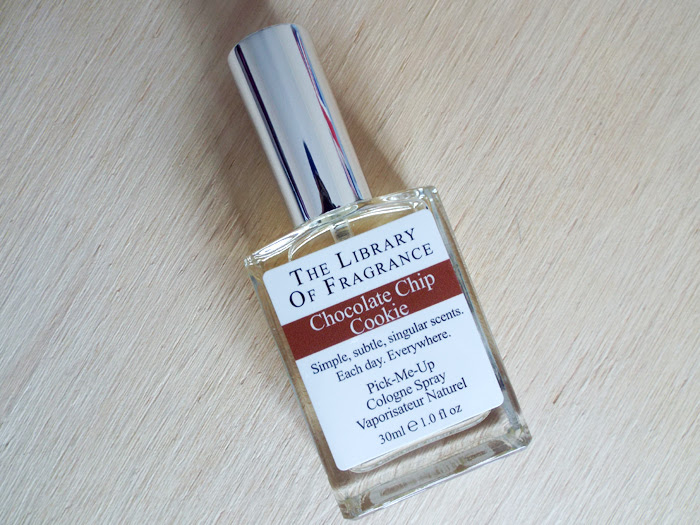 THE LIBRARY
OF FRAGRANCE
Chocolate Chip
Cookie
Simple, subtle, singular scents.
Each day. Everywhere.
Pick-Me-Up
Cologne Spray
Vaporisateur Naturel
30ml ℮ 1.0 fl oz